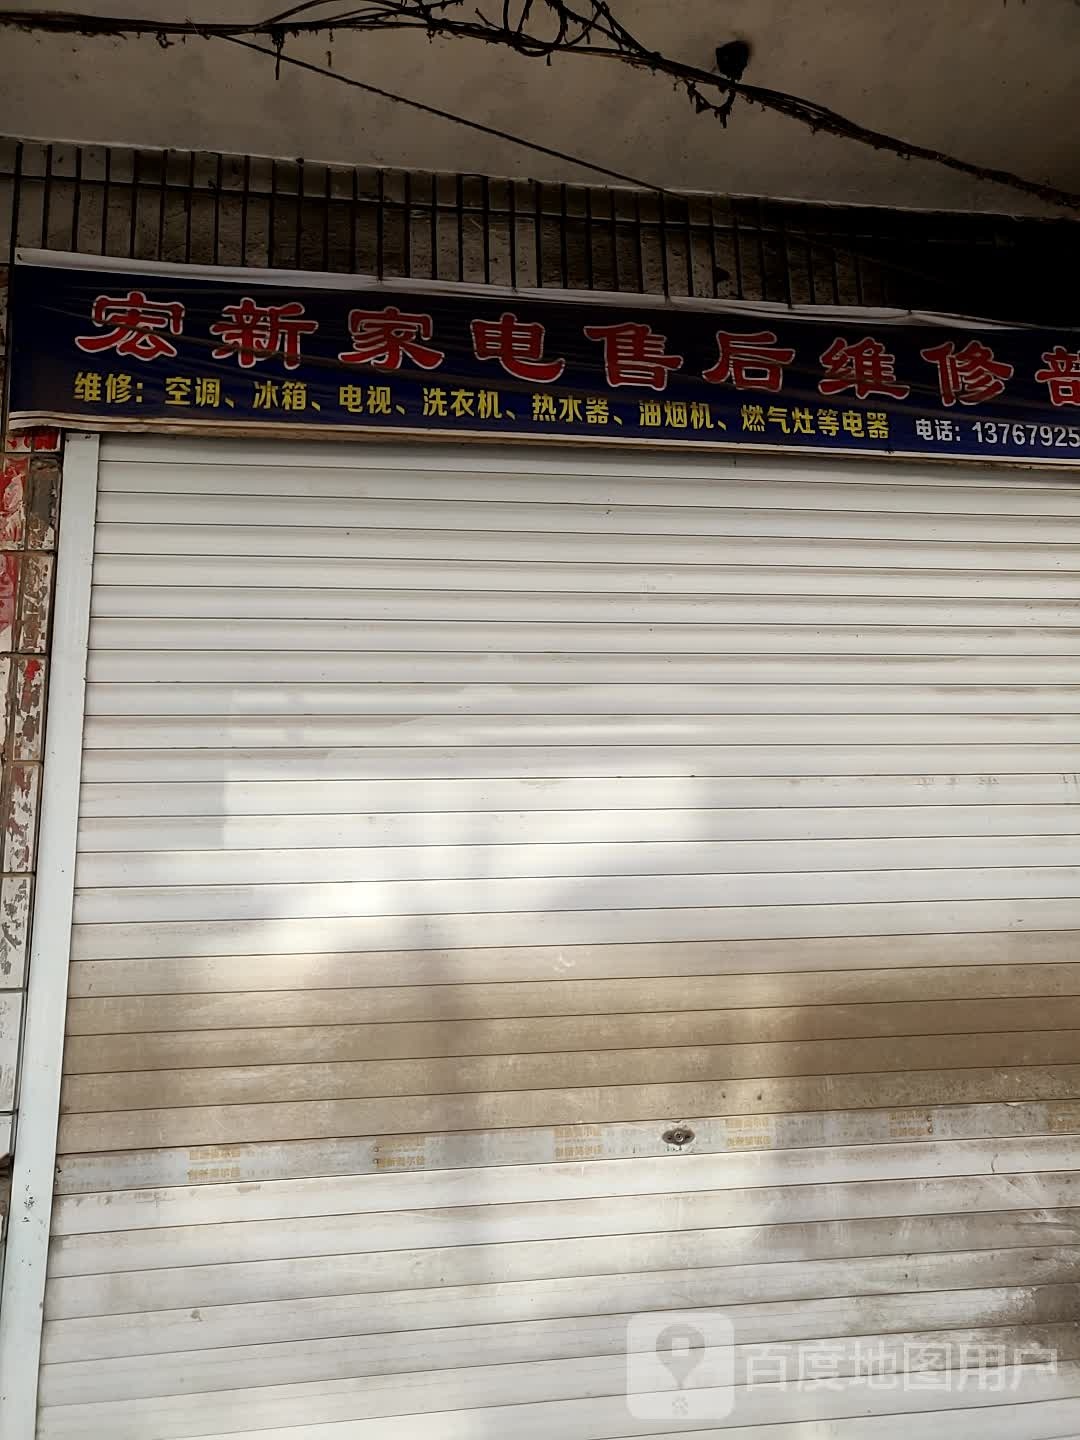 宏新家电售后维修部
维修：空调、冰箱、电视、洗衣机、热水器、油烟机、燃气灶等电器 电话：13767925
百度地图用户